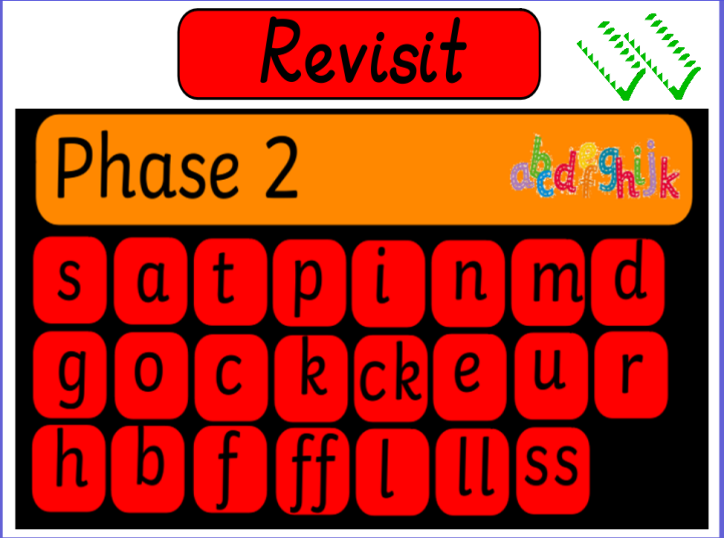 Revisit
Phase 2
abcdefghijk
s a t p i n m d
g o c k ck e u r
h b f ff l ll ss